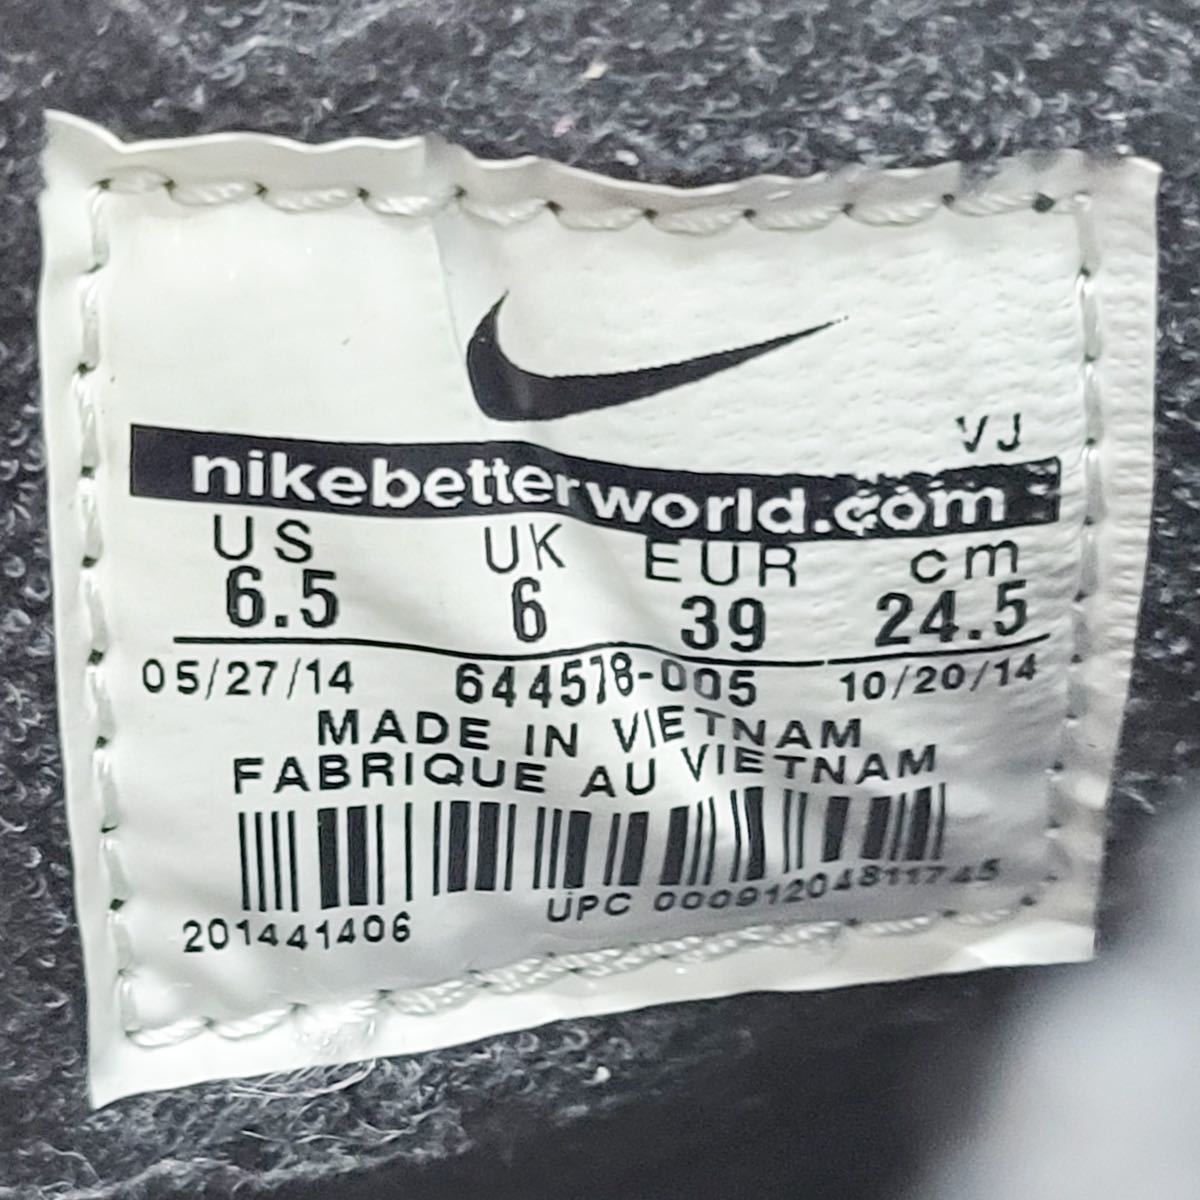 VJ
nikebetterworld.com
US UK EUR cm
6.5 6 39 24.5
05/27/14 644578-005 10/20/14
MADE IN VIETNAM
FABRIQUE AU VIETNAM
201441406 UPC 00091204811745